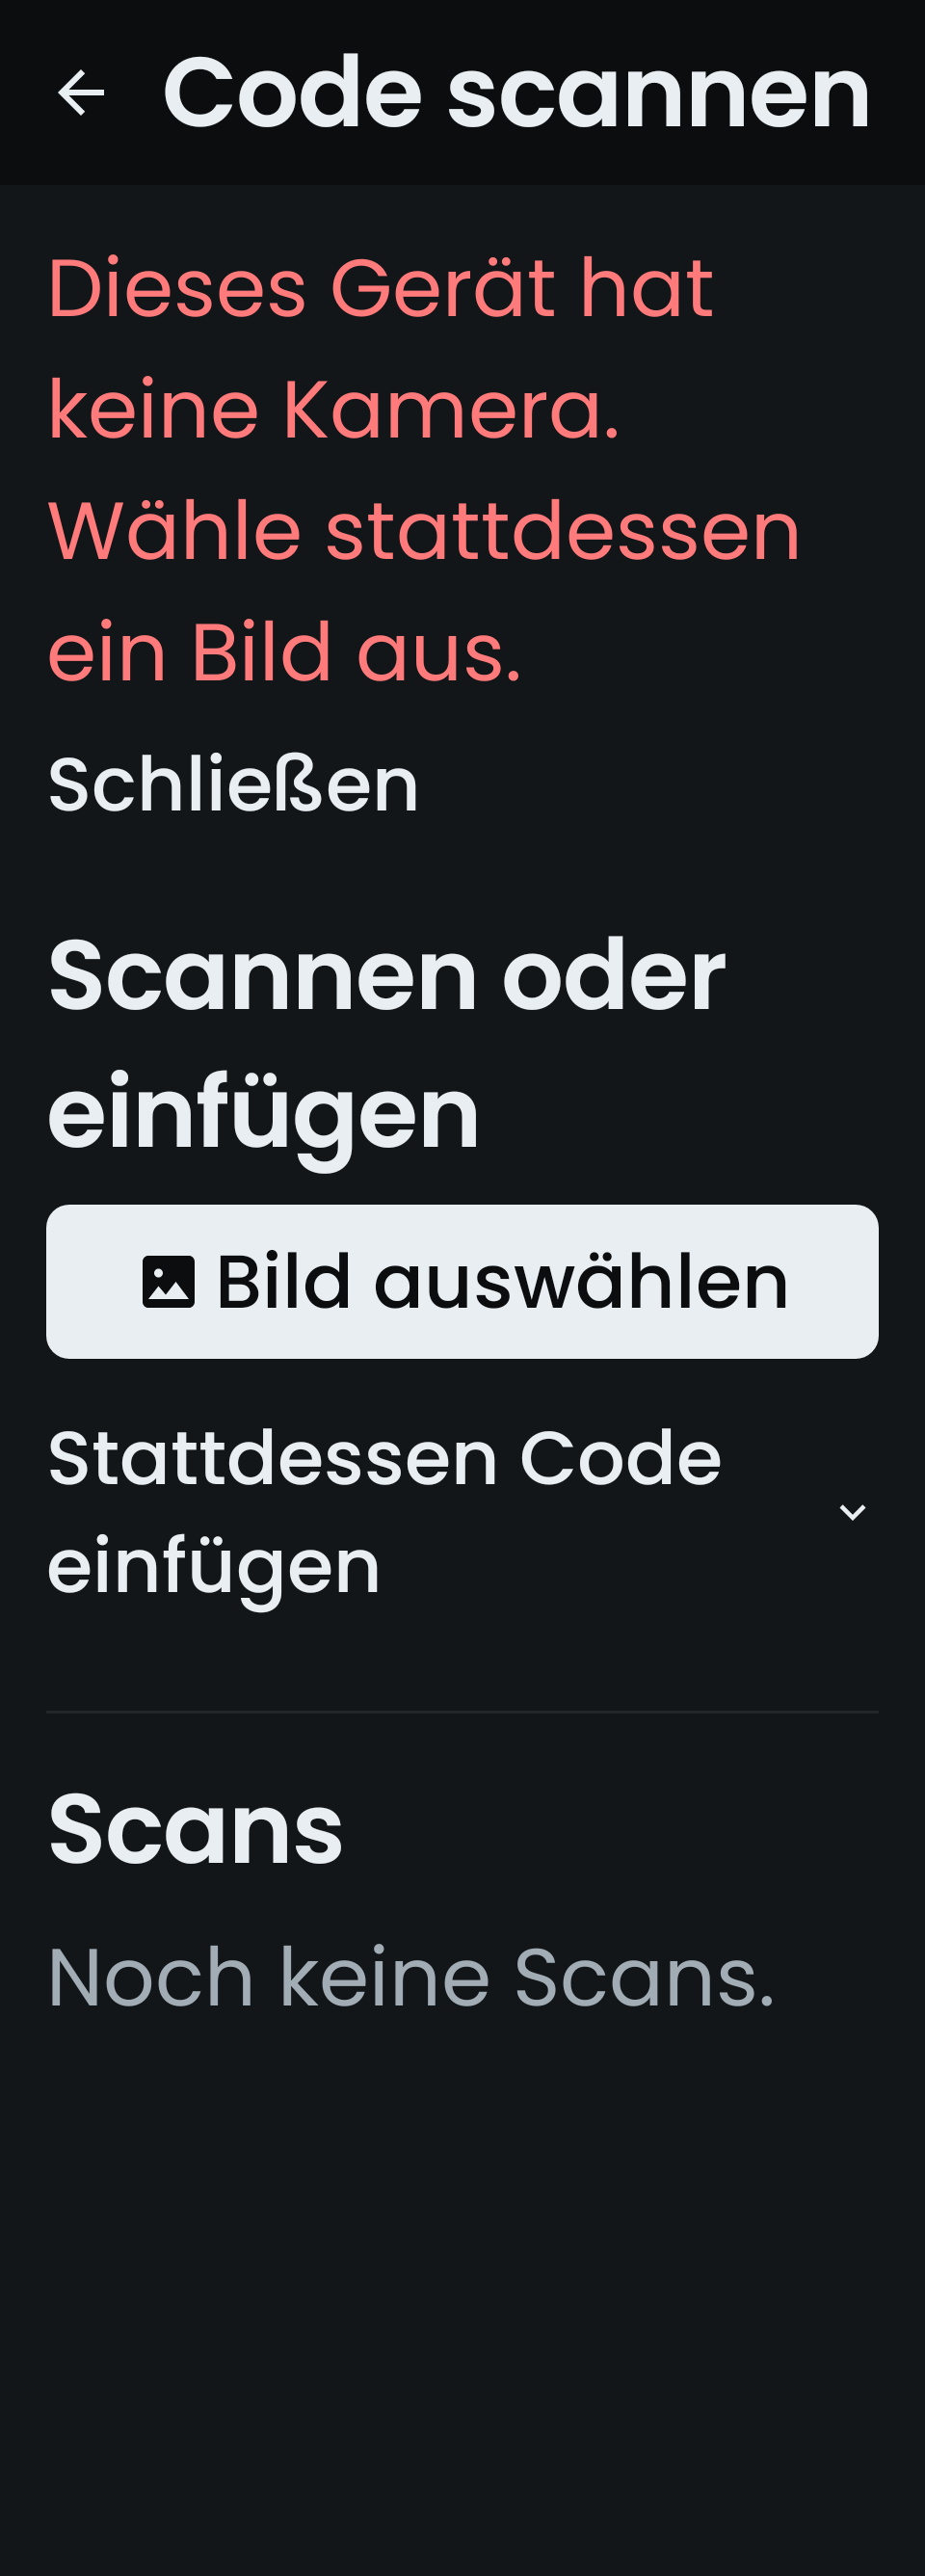 Code scannen
Dieses Gerät hat
keine Kamera.
Wähle stattdessen
ein Bild aus.
Schließen
Scannen oder
einfügen
Bild auswählen
Stattdessen Code
einfügen
Scans
Noch keine Scans.